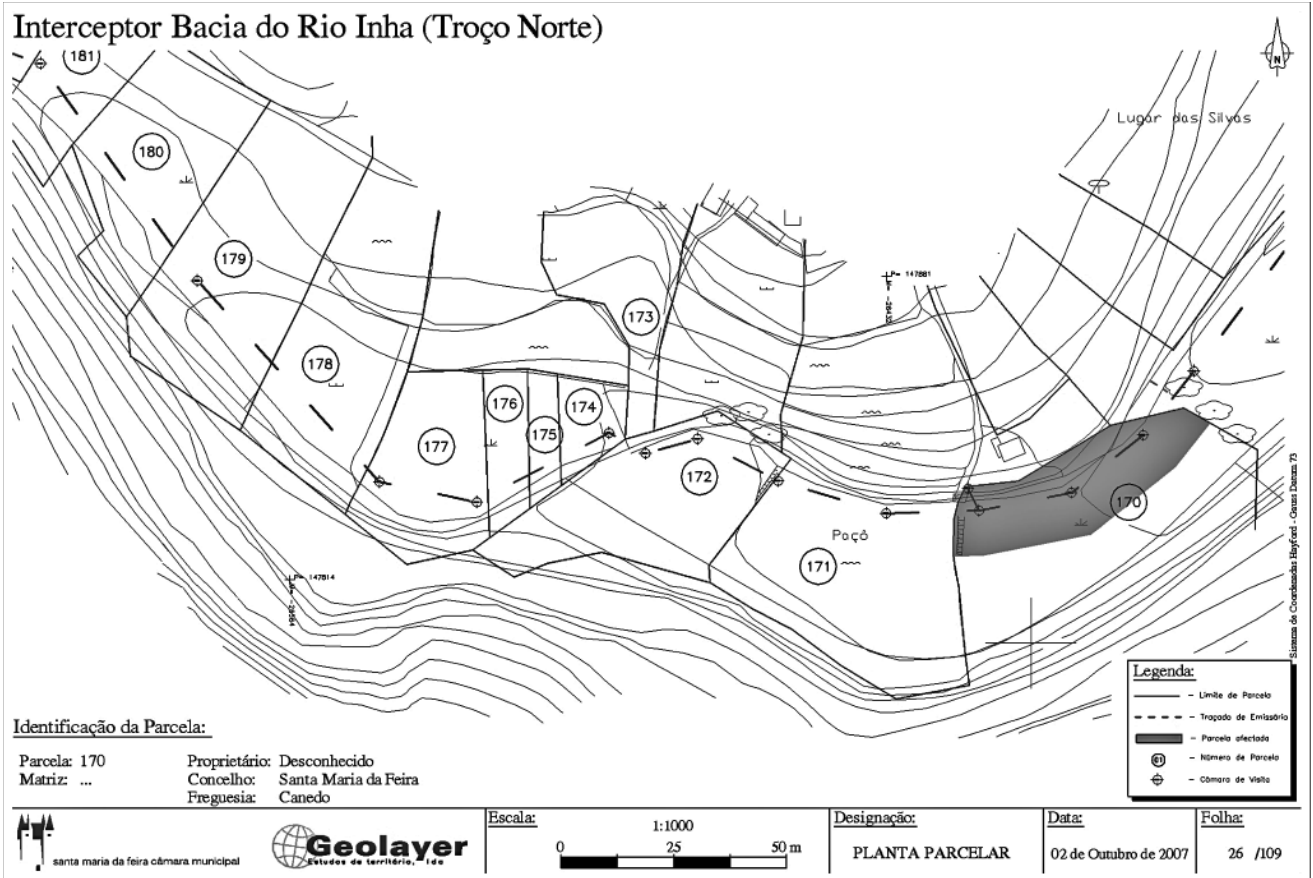 Interceptor Bacia do Rio Inha (Troço Norte)
N
181
Lugar das Silvas
180
179
P= 147881
173
178
176
174
175
177
172
170
Paçô
171
P= 147814
Sistema de Coordenadas Hayford - Gauss Datum 73
Legenda:
- Limite de Parcela
- Traçado de Emissário
- Parcela afectada
- Número de Parcela
- Câmara de Visita
Identificação da Parcela:
Parcela: 170
Proprietário: Desconhecido
Matriz: ...
Concelho: Santa Maria da Feira
Freguesia: Canedo
santa maria da feira câmara municipal
Geolayer
Estudos de território, lda
Escala:
1:1000
0 25 50 m
Designação:
PLANTA PARCELAR
Data:
02 de Outubro de 2007
Folha:
26 /109